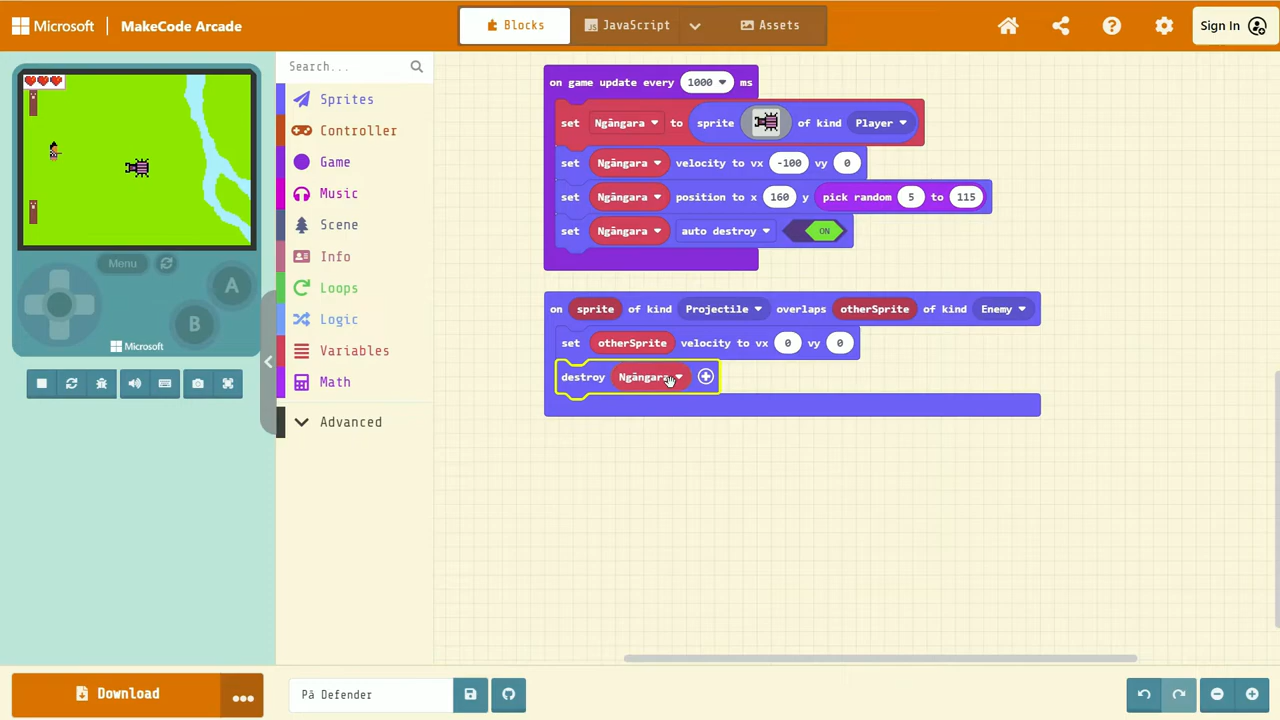 Microsoft
MakeCode Arcade
Blocks
JavaScript
Assets
Sign In
Menu
A
B
Microsoft
Search...
Sprites
Controller
Game
Music
Scene
Info
Loops
Logic
Variables
Math
Advanced
on game update every 1000 ms
set Ngāngara to sprite of kind Player
set Ngāngara velocity to vx -100 vy 0
set Ngāngara position to x 160 y pick random 5 to 115
set Ngāngara auto destroy ON
on sprite of kind Projectile overlaps otherSprite of kind Enemy
set otherSprite velocity to vx 0 vy 0
destroy Ngāngara
Download
Pā Defender